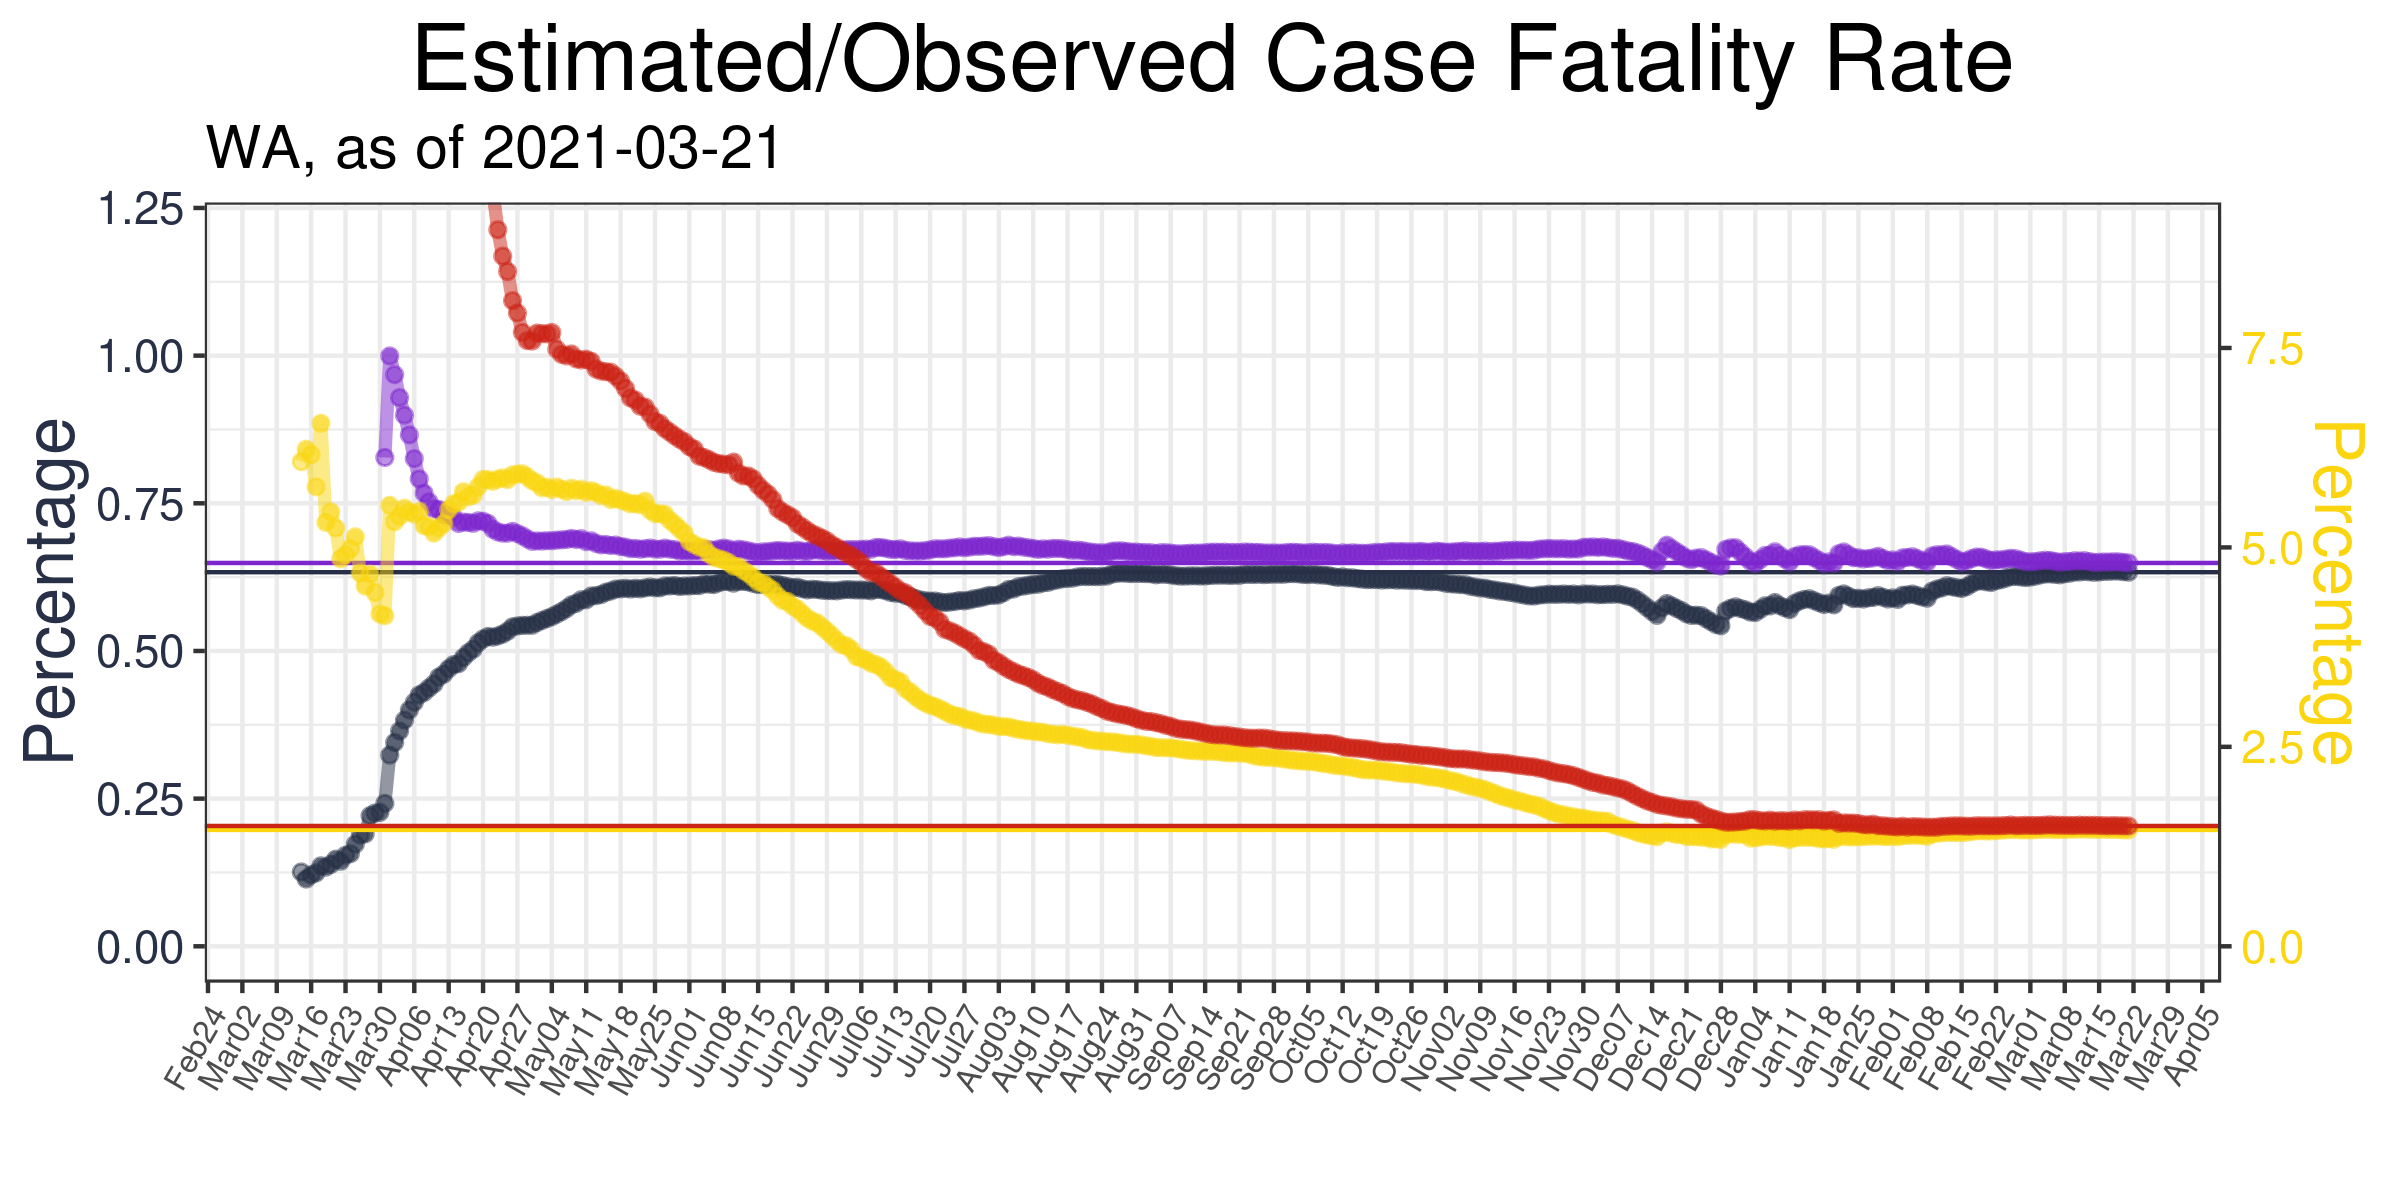 Estimated/Observed Case Fatality Rate
WA, as of 2021-03-21
Percentage
1.25
1.00
0.75
0.50
0.25
0.00
7.5
5.0
2.5
0.0
Percentage
Feb24
Mar02
Mar09
Mar16
Mar23
Mar30
Apr06
Apr13
Apr20
Apr27
May04
May11
May18
May25
Jun01
Jun08
Jun15
Jun22
Jun29
Jul06
Jul13
Jul20
Jul27
Aug03
Aug10
Aug17
Aug24
Aug31
Sep07
Sep14
Sep21
Sep28
Oct05
Oct12
Oct19
Oct26
Nov02
Nov09
Nov16
Nov23
Nov30
Dec07
Dec14
Dec21
Dec28
Jan04
Jan11
Jan18
Jan25
Feb01
Feb08
Feb15
Feb22
Mar01
Mar08
Mar15
Mar22
Mar29
Apr05